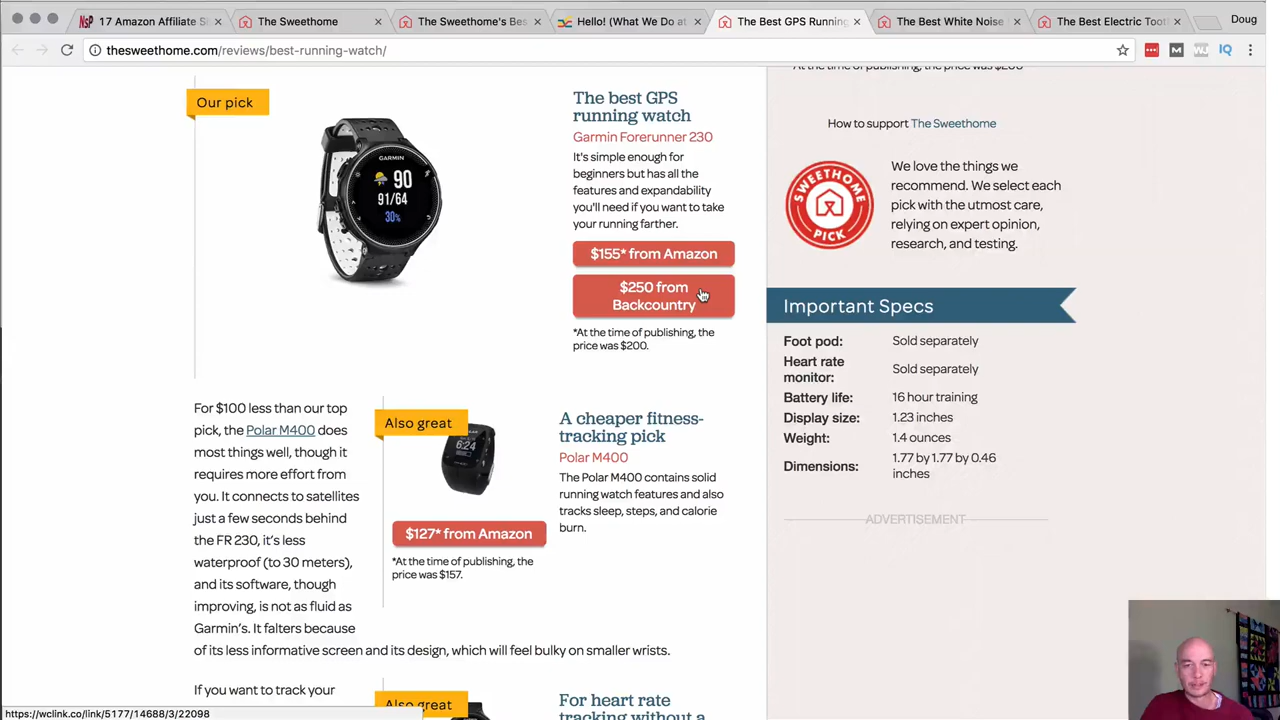 17 Amazon Affiliate Si
The Sweethome
The Sweethome's Bes
Hello! (What We Do at
The Best GPS Running
The Best White Noise
The Best Electric Toot
Doug
thesweethome.com/reviews/best-running-watch/
Our pick
GARMIN
90
91/64
30%
The best GPS
running watch
Garmin Forerunner 230
It's simple enough for
beginners but has all the
features and expandability
you'll need if you want to take
your running farther.
$155* from Amazon
$250 from
Backcountry
*At the time of publishing, the
price was $200.
For $100 less than our top
pick, the Polar M400 does
most things well, though it
requires more effort from
you. It connects to satellites
just a few seconds behind
the FR 230, it's less
waterproof (to 30 meters),
and its software, though
improving, is not as fluid as
Garmin's. It falters because
of its less informative screen and its design, which will feel bulky on smaller wrists.
Also great
6:24
$127* from Amazon
*At the time of publishing, the
price was $157.
A cheaper fitness-
tracking pick
Polar M400
The Polar M400 contains solid
running watch features and also
tracks sleep, steps, and calorie
burn.
If you want to track your
Also great
For heart rate
tracking without a
At the time of publishing, the price was $200
How to support The Sweethome
SWEETHOME
PICK
We love the things we
recommend. We select each
pick with the utmost care,
relying on expert opinion,
research, and testing.
Important Specs
Foot pod: Sold separately
Heart rate
monitor: Sold separately
Battery life: 16 hour training
Display size: 1.23 inches
Weight: 1.4 ounces
Dimensions: 1.77 by 1.77 by 0.46
inches
ADVERTISEMENT
https://wclink.co/link/5177/14688/3/22098